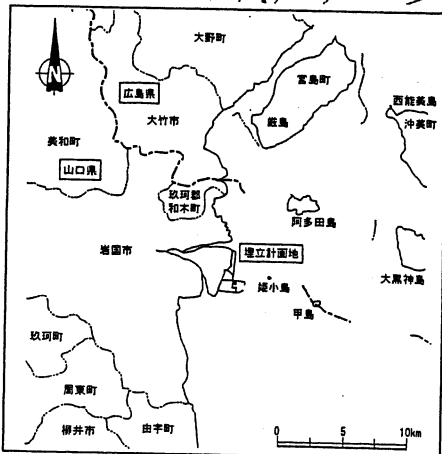 大野町
N
宮島町
広島県
西能美島
沖美町
大竹市
厳島
美和町
山口県
玖珂郡
和木町
阿多田島
岩国市
埋立計画地
大黒神島
姫小島
甲島
玖珂町
周東町
柳井市
由宇町
0 5 10km